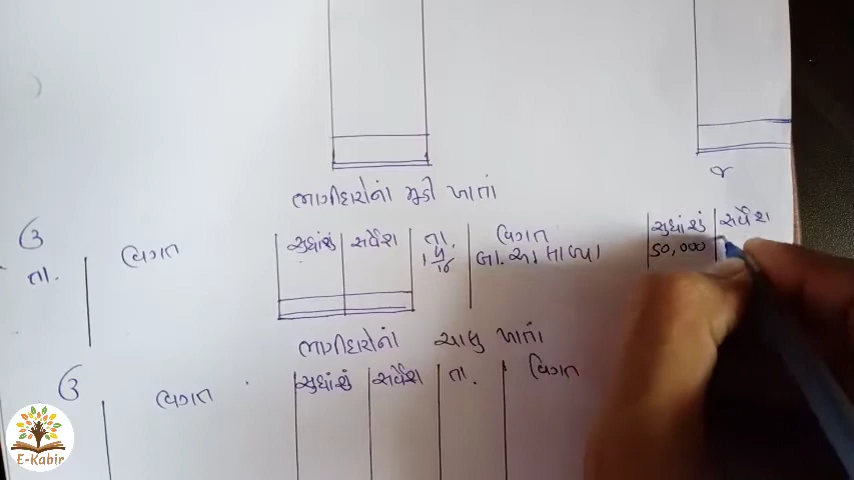 જ
ભાગીદારોનાં મૂડી ખાતાં
ઉ
તા. વિગત સુધાંશું સર્વેશ તા. વિગત સુધાંશું સર્વેશ
બા. આ. લાવ્યા 50,000
ભાગીદારોનાં ચાલુ ખાતાં
ઉ
વિગત સુધાંશું સર્વેશ તા. વિગત
E-Kabir